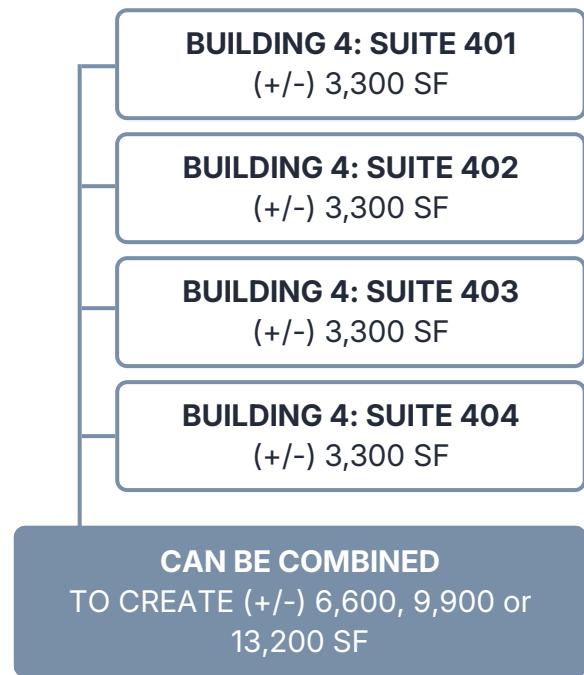 BUILDING 4: SUITE 401
(+/-) 3,300 SF
BUILDING 4: SUITE 402
(+/-) 3,300 SF
BUILDING 4: SUITE 403
(+/-) 3,300 SF
BUILDING 4: SUITE 404
(+/-) 3,300 SF
CAN BE COMBINED
TO CREATE (+/-) 6,600, 9,900 or
13,200 SF